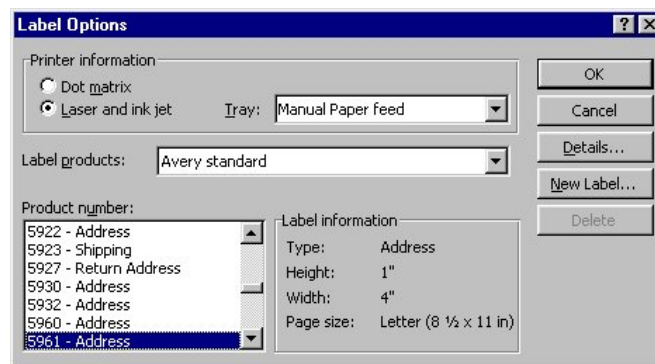 Label Options
Printer information
Dot matrix
Laser and ink jet
Tray: Manual Paper feed
OK
Cancel
Label products: Avery standard
Details...
New Label...
Delete
Product number:
5922 - Address
5923 - Shipping
5927 - Return Address
5930 - Address
5932 - Address
5960 - Address
5961 - Address
Label information
Type: Address
Height: 1"
Width: 4"
Page size: Letter (8 ½ x 11 in)